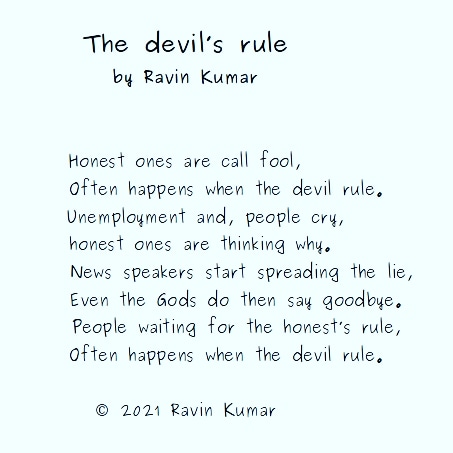 The devil's rule
by Ravin Kumar
Honest ones are call fool,
Often happens when the devil rule.
Unemployment and, people cry,
honest ones are thinking why.
News speakers start spreading the lie,
Even the Gods do then say goodbye.
People waiting for the honest's rule,
Often happens when the devil rule.
© 2021 Ravin Kumar